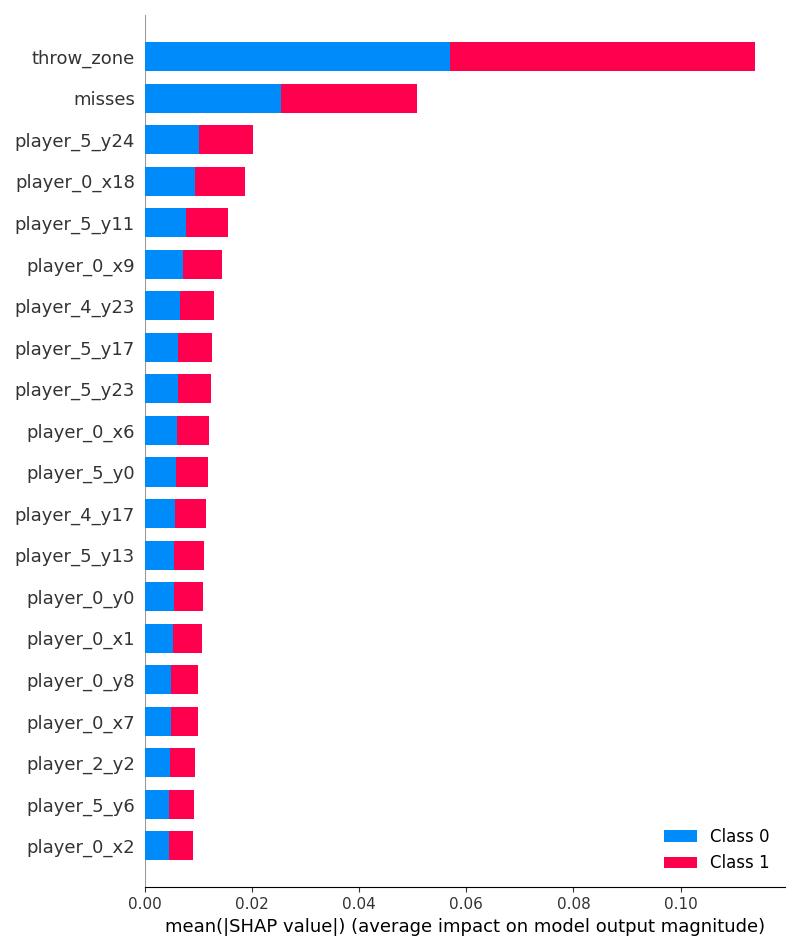 throw_zone
misses
player_5_y24
player_0_x18
player_5_y11
player_0_x9
player_4_y23
player_5_y17
player_5_y23
player_0_x6
player_5_y0
player_4_y17
player_5_y13
player_0_y0
player_0_x1
player_0_y8
player_0_x7
player_2_y2
player_5_y6
player_0_x2
Class 0
Class 1
0.00 0.02 0.04 0.06 0.08 0.10
mean(|SHAP value|) (average impact on model output magnitude)